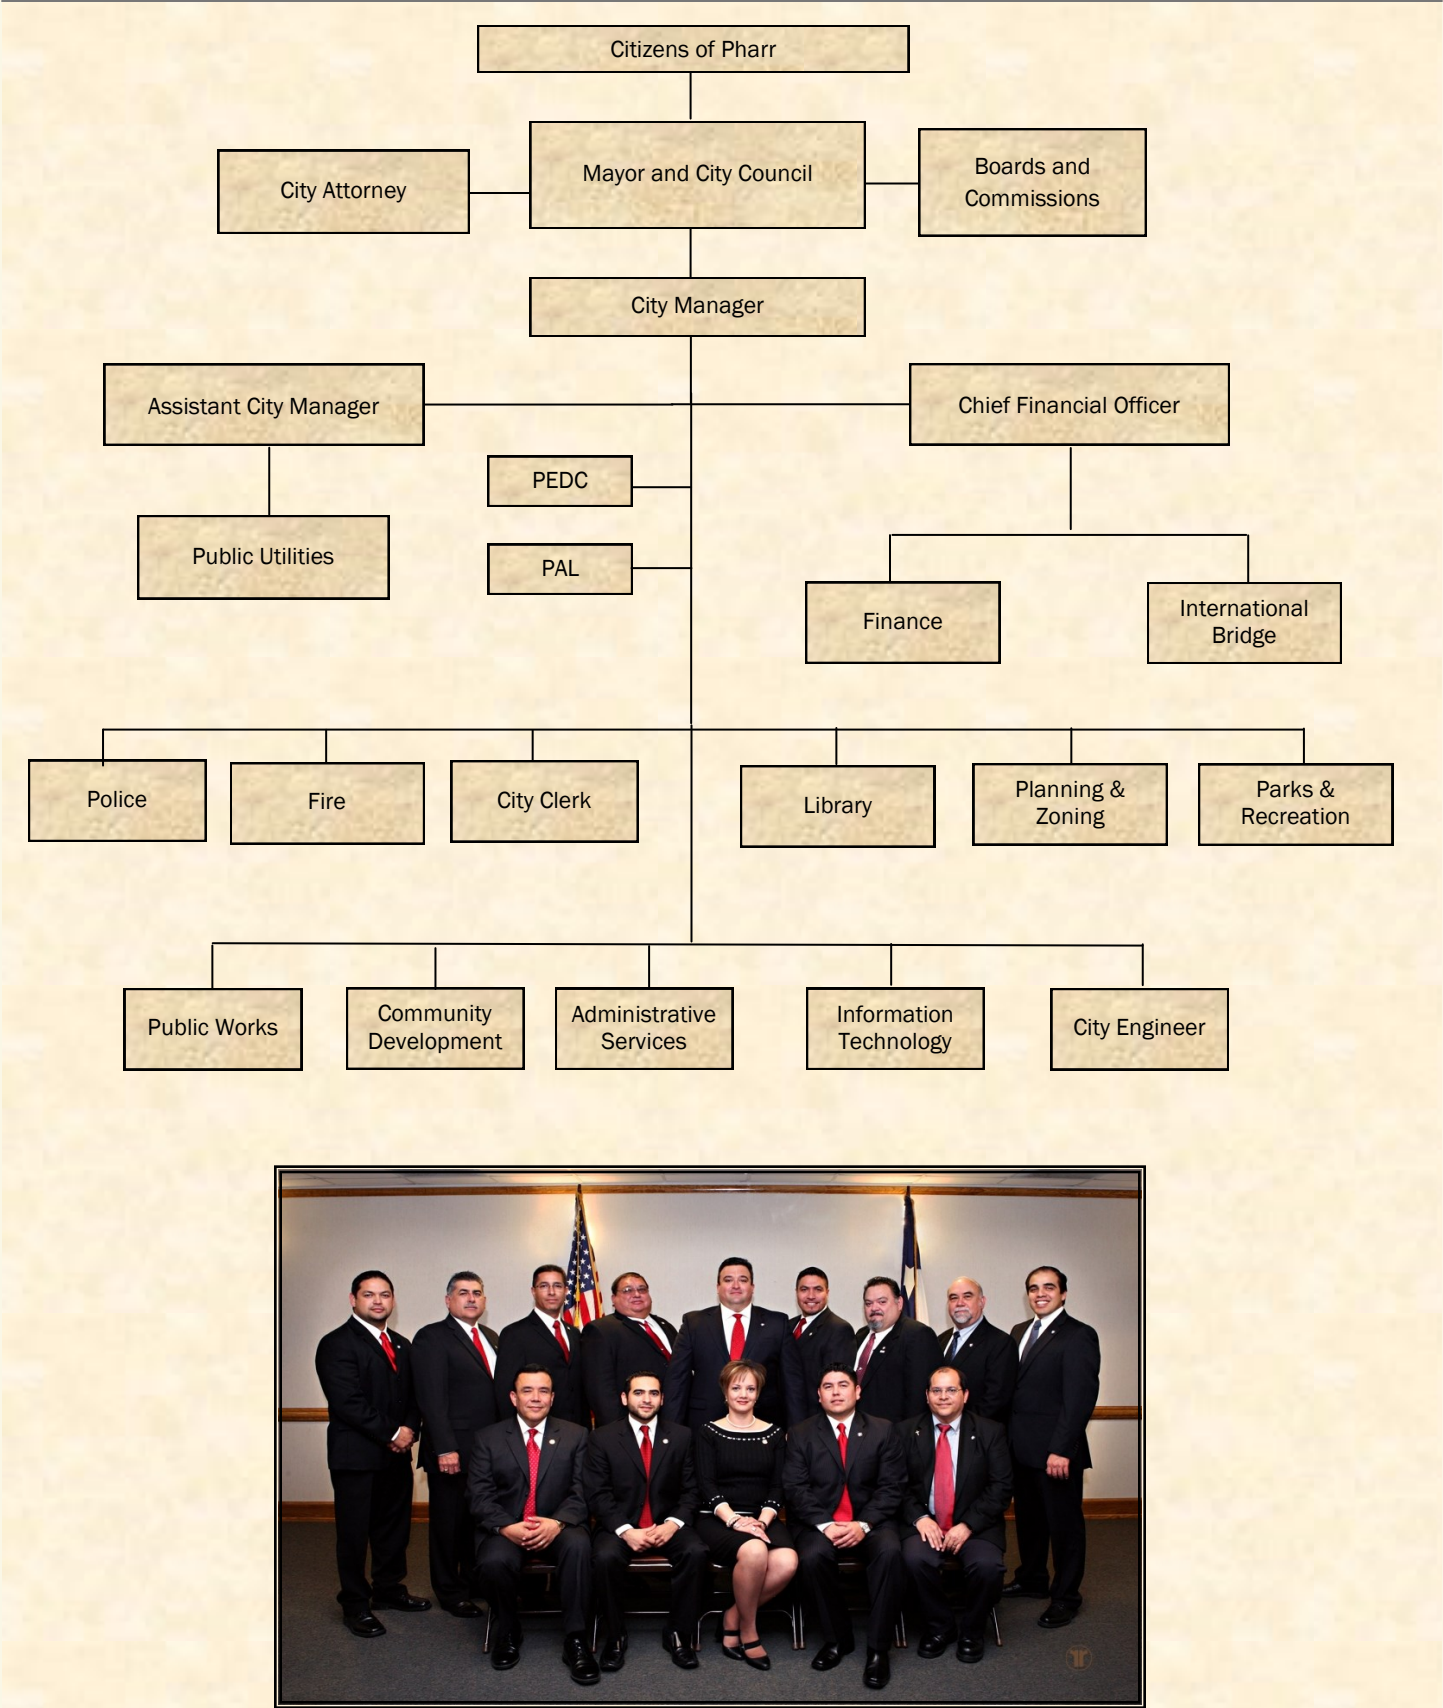 Citizens of Pharr
City Attorney
Mayor and City Council
Boards and
Commissions
City Manager
Assistant City Manager
Chief Financial Officer
PEDC
Public Utilities
PAL
Finance
International
Bridge
Police
Fire
City Clerk
Library
Planning &
Zoning
Parks &
Recreation
Public Works
Community
Development
Administrative
Services
Information
Technology
City Engineer